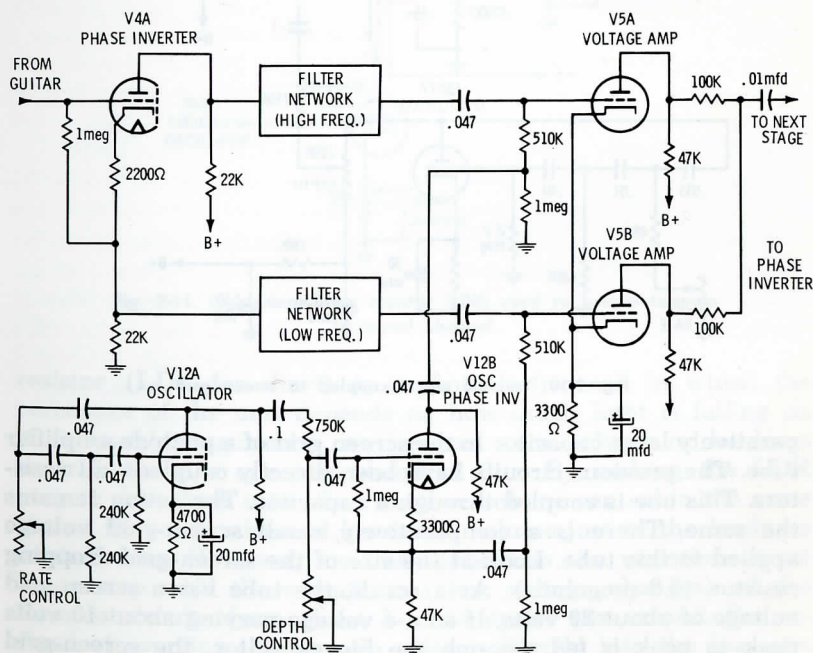 V4A
PHASE INVERTER
V5A
VOLTAGE AMP
FROM
GUITAR
FILTER
NETWORK
(HIGH FREQ.)
100K
.01mfd
TO NEXT
STAGE
.047
1meg
510K
2200Ω
22K
47K
1meg
B+
B+
V5B
VOLTAGE AMP
TO
PHASE
INVERTER
FILTER
NETWORK
(LOW FREQ.)
22K
.047
100K
510K
V12A
OSCILLATOR
V12B
OSC
PHASE INV
.047
47K
.047
.1
750K
3300
Ω
20
mfd
.047
.047
.047
1meg
47K
240K
4700
Ω
3300Ω
B+
20mfd
B+
.047
240K
RATE CONTROL
DEPTH
CONTROL
47K
1meg